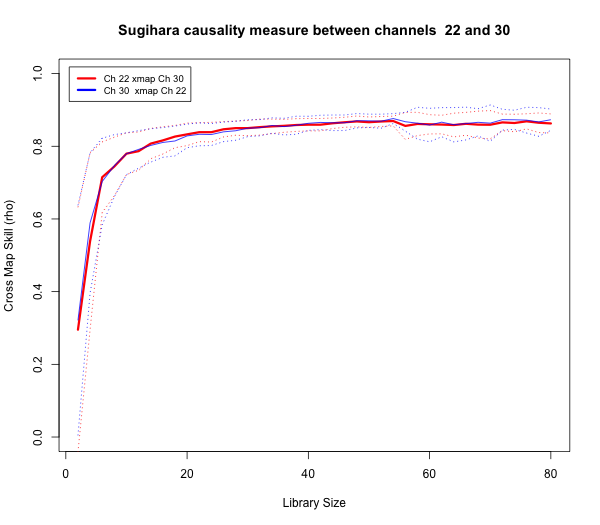 Sugihara causality measure between channels  22 and 30
Ch 22 xmap Ch 30
Ch 30  xmap Ch 22
Cross Map Skill (rho)
1.0
0.8
0.6
0.4
0.2
0.0
0 20 40 60 80
Library Size